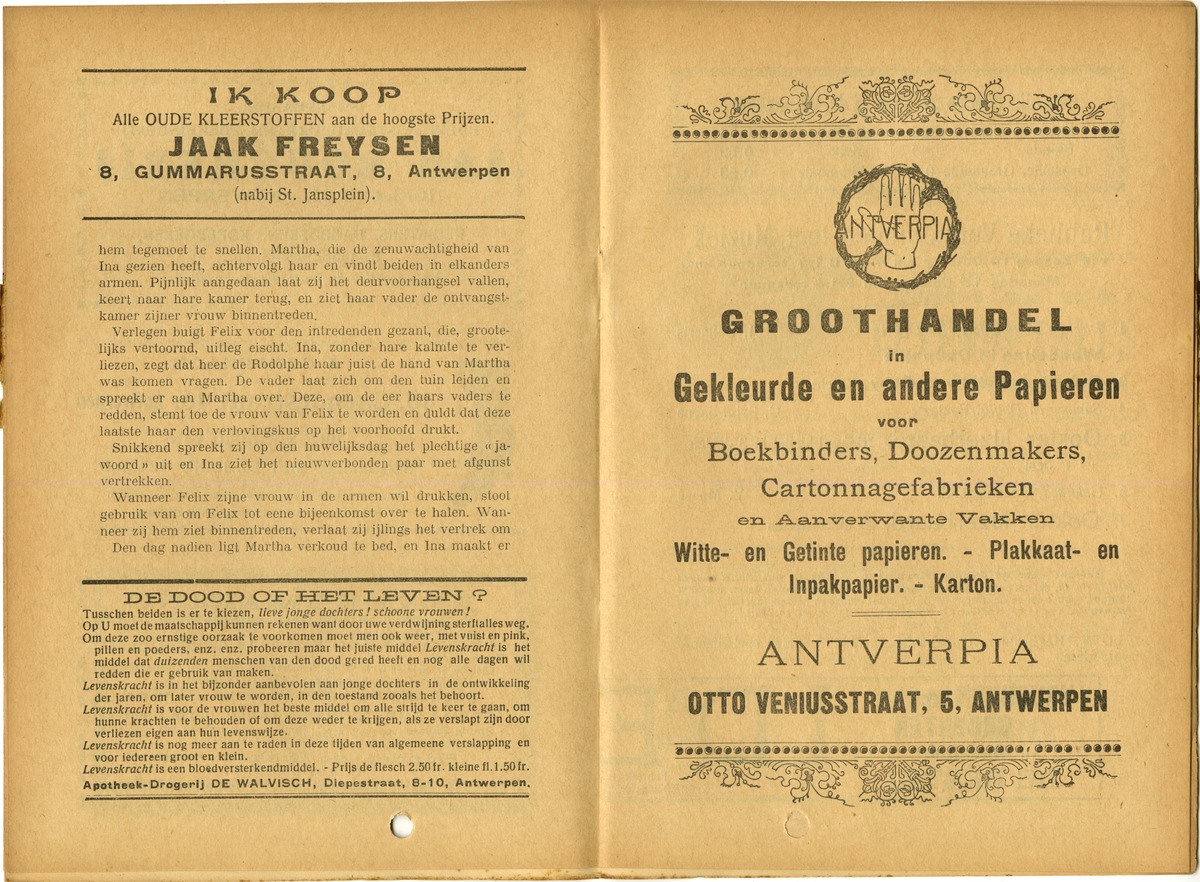 IK KOOP
Alle OUDE KLEERSTOFFEN aan de hoogste Prijzen.
JAAK FREYSEN
8, GUMMARUSSTRAAT, 8, Antwerpen
(nabij St. Jansplein).
hem tegemoet te snellen. Martha, die de zenuwachtigheid van
Ina gezien heeft, achtervolgt haar en vindt beiden in elkanders
armen. Pijnlijk aangedaan laat zij het deurvoorhangsel vallen,
keert naar hare kamer terug, en ziet haar vader de ontvangst-
kamer zijner vrouw binnentreden.
Verlegen buigt Felix voor den intredenden gezant, die, groote-
lijks vertoornd, uitleg eischt. Ina, zonder hare kalmte te ver-
liezen, zegt dat heer de Rodolphe haar juist de hand van Martha
was komen vragen. De vader laat zich om den tuin leiden en
spreekt er aan Martha over. Deze, om de eer haars vaders te
redden, stemt toe de vrouw van Felix te worden en duldt dat deze
laatste haar den verlovingskus op het voorhoofd drukt.
Snikkend spreekt zij op den huwelijksdag het plechtige « ja-
woord » uit en Ina ziet het nieuwverbonden paar met afgunst
vertrekken.
Wanneer Felix zijne vrouw in de armen wil drukken, stoot
gebruik van om Felix tot eene bijeenkomst over te halen. Wan-
neer zij hem ziet binnentreden, verlaat zij ijlings het vertrek om
Den dag nadien ligt Martha verkoud te bed, en Ina maakt er
DE DOOD OF HET LEVEN ?
Tusschen beiden is er te kiezen, lieve jonge dochters ! schoone vrouwen !
Op U moet de maatschappij kunnen rekenen want door uwe verdwijning sterft alles weg.
Om deze zoo ernstige oorzaak te voorkomen moet men ook weer, met vuist en pink,
pillen en poeders, enz. enz. probeeren maar het juiste middel Levenskracht is het
middel dat duizenden menschen van den dood gered heeft en nog alle dagen wil
redden die er gebruik van maken.
Levenskracht is in het bijzonder aanbevolen aan jonge dochters in de ontwikkeling
der jaren, om later vrouw te worden, in den toestand zooals het behoort.
Levenskracht is voor de vrouwen het beste middel om alle strijd te keer te gaan, om
hunne krachten te behouden of om deze weder te krijgen, als ze verslapt zijn door
verliezen eigen aan hun levenswijze.
Levenskracht is nog meer aan te raden in deze tijden van algemeene verslapping en
voor iedereen groot en klein.
Levenskracht is een bloedversterkendmiddel. - Prijs de flesch 2.50 fr. kleine fl. 1.50 fr.
Apotheek-Drogerij DE WALVISCH, Diepestraat, 8-10, Antwerpen.
ANTVERPIA
GROOTHANDEL
in
Gekleurde en andere Papieren
voor
Boekbinders, Doozenmakers,
Cartonnagefabrieken
en Aanverwante Vakken
Witte- en Getinte papieren. - Plakkaat- en
Inpakpapier. - Karton.
ANTVERPIA
OTTO VENIUSSTRAAT, 5, ANTWERPEN